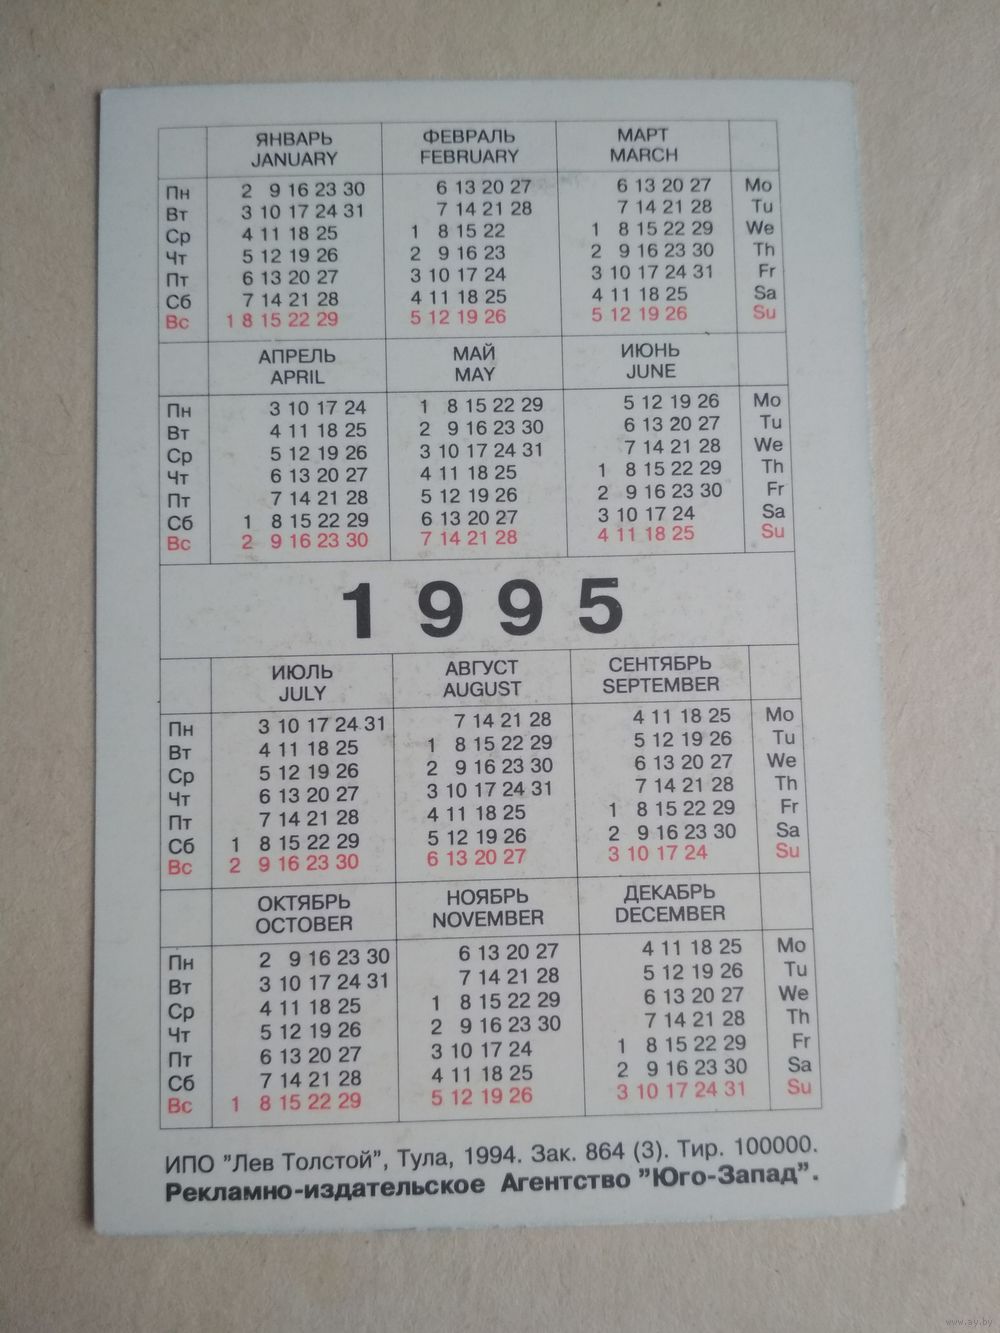 ЯНВАРЬ ФЕВРАЛЬ МАРТ
JANUARY FEBRUARY MARCH
Пн 2 9 16 23 30 6 13 20 27 6 13 20 27 Mo
Вт 3 10 17 24 31 7 14 21 28 7 14 21 28 Tu
Ср 4 11 18 25 1 8 15 22 1 8 15 22 29 We
Чт 5 12 19 26 2 9 16 23 2 9 16 23 30 Th
Пт 6 13 20 27 3 10 17 24 3 10 17 24 31 Fr
Сб 7 14 21 28 4 11 18 25 4 11 18 25 Sa
Вс 1 8 15 22 29 5 12 19 26 5 12 19 26 Su
АПРЕЛЬ МАЙ ИЮНЬ
APRIL MAY JUNE
Пн 3 10 17 24 1 8 15 22 29 5 12 19 26 Mo
Вт 4 11 18 25 2 9 16 23 30 6 13 20 27 Tu
Ср 5 12 19 26 3 10 17 24 31 7 14 21 28 We
Чт 6 13 20 27 4 11 18 25 1 8 15 22 29 Th
Пт 7 14 21 28 5 12 19 26 2 9 16 23 30 Fr
Сб 1 8 15 22 29 6 13 20 27 3 10 17 24 Sa
Вс 2 9 16 23 30 7 14 21 28 4 11 18 25 Su
1995
ИЮЛЬ АВГУСТ СЕНТЯБРЬ
JULY AUGUST SEPTEMBER
Пн 3 10 17 24 31 7 14 21 28 4 11 18 25 Mo
Вт 4 11 18 25 1 8 15 22 29 5 12 19 26 Tu
Ср 5 12 19 26 2 9 16 23 30 6 13 20 27 We
Чт 6 13 20 27 3 10 17 24 31 7 14 21 28 Th
Пт 7 14 21 28 4 11 18 25 1 8 15 22 29 Fr
Сб 1 8 15 22 29 5 12 19 26 2 9 16 23 30 Sa
Вс 2 9 16 23 30 6 13 20 27 3 10 17 24 Su
ОКТЯБРЬ НОЯБРЬ ДЕКАБРЬ
OCTOBER NOVEMBER DECEMBER
Пн 2 9 16 23 30 6 13 20 27 4 11 18 25 Mo
Вт 3 10 17 24 31 7 14 21 28 5 12 19 26 Tu
Ср 4 11 18 25 1 8 15 22 29 6 13 20 27 We
Чт 5 12 19 26 2 9 16 23 30 7 14 21 28 Th
Пт 6 13 20 27 3 10 17 24 1 8 15 22 29 Fr
Сб 7 14 21 28 4 11 18 25 2 9 16 23 30 Sa
Вс 1 8 15 22 29 5 12 19 26 3 10 17 24 31 Su
ИПО "Лев Толстой", Тула, 1994. Зак. 864 (3). Тир. 100000.
Рекламно-издательское Агентство "Юго-Запад".
www.ay.by